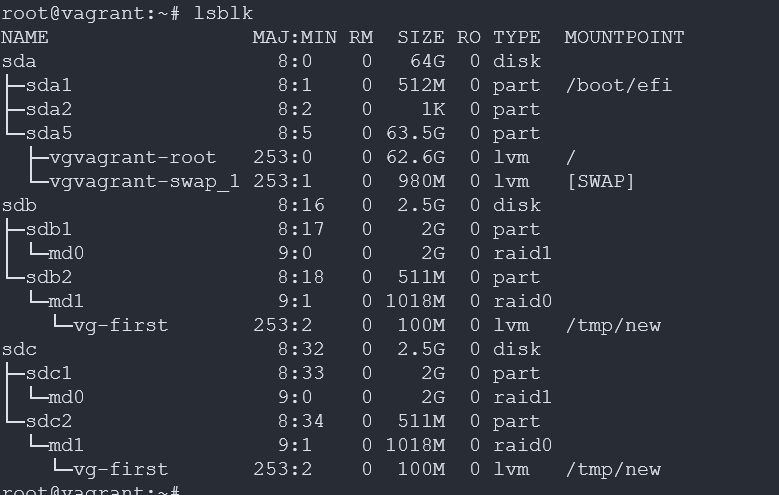 root@vagrant:~# lsblk
NAME                 MAJ:MIN RM  SIZE RO TYPE  MOUNTPOINT
sda                    8:0    0   64G  0 disk
├─sda1                 8:1    0  512M  0 part  /boot/efi
├─sda2                 8:2    0    1K  0 part
└─sda5                 8:5    0 63.5G  0 part
  ├─vgvagrant-root   253:0    0 62.6G  0 lvm   /
  └─vgvagrant-swap_1 253:1    0  980M  0 lvm   [SWAP]
sdb                    8:16   0  2.5G  0 disk
├─sdb1                 8:17   0    2G  0 part
│ └─md0                9:0    0    2G  0 raid1
└─sdb2                 8:18   0  511M  0 part
  └─md1                9:1    0 1018M  0 raid0
    └─vg-first       253:2    0  100M  0 lvm   /tmp/new
sdc                    8:32   0  2.5G  0 disk
├─sdc1                 8:33   0    2G  0 part
│ └─md0                9:0    0    2G  0 raid1
└─sdc2                 8:34   0  511M  0 part
  └─md1                9:1    0 1018M  0 raid0
    └─vg-first       253:2    0  100M  0 lvm   /tmp/new
root@vagrant:~#